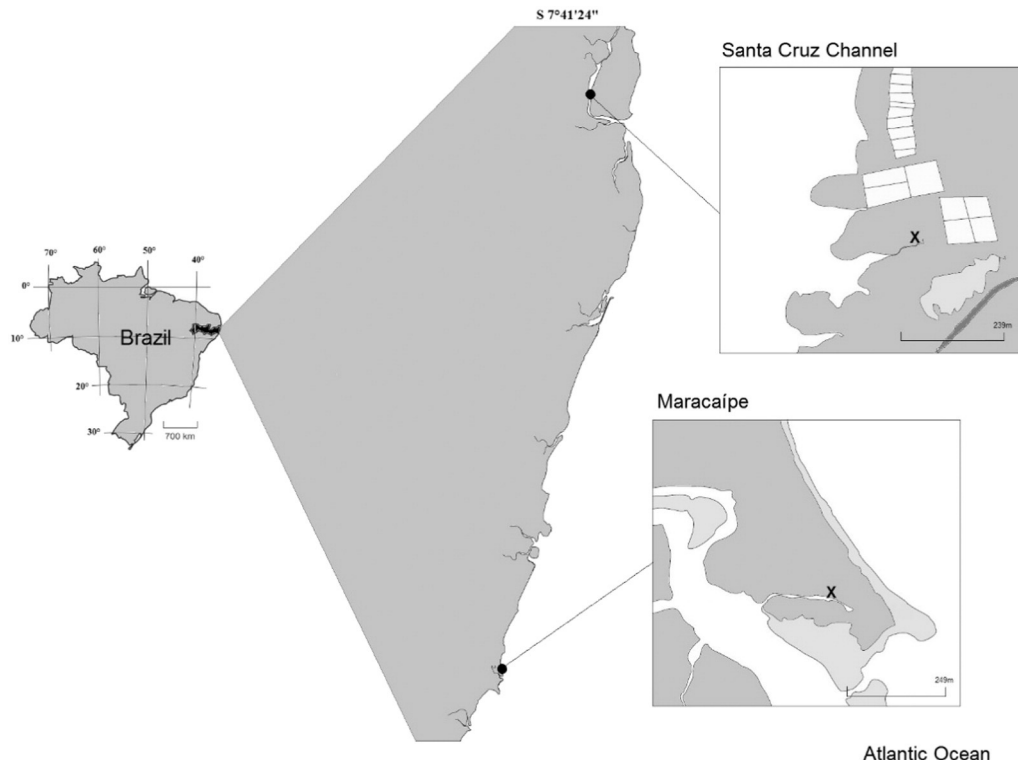 S 7°41'24"
Santa Cruz Channel
X
239m
70°
60°
50°
40°
0°
Brazil
10°
20°
30°
700 km
Maracaípe
X
249m
Atlantic Ocean